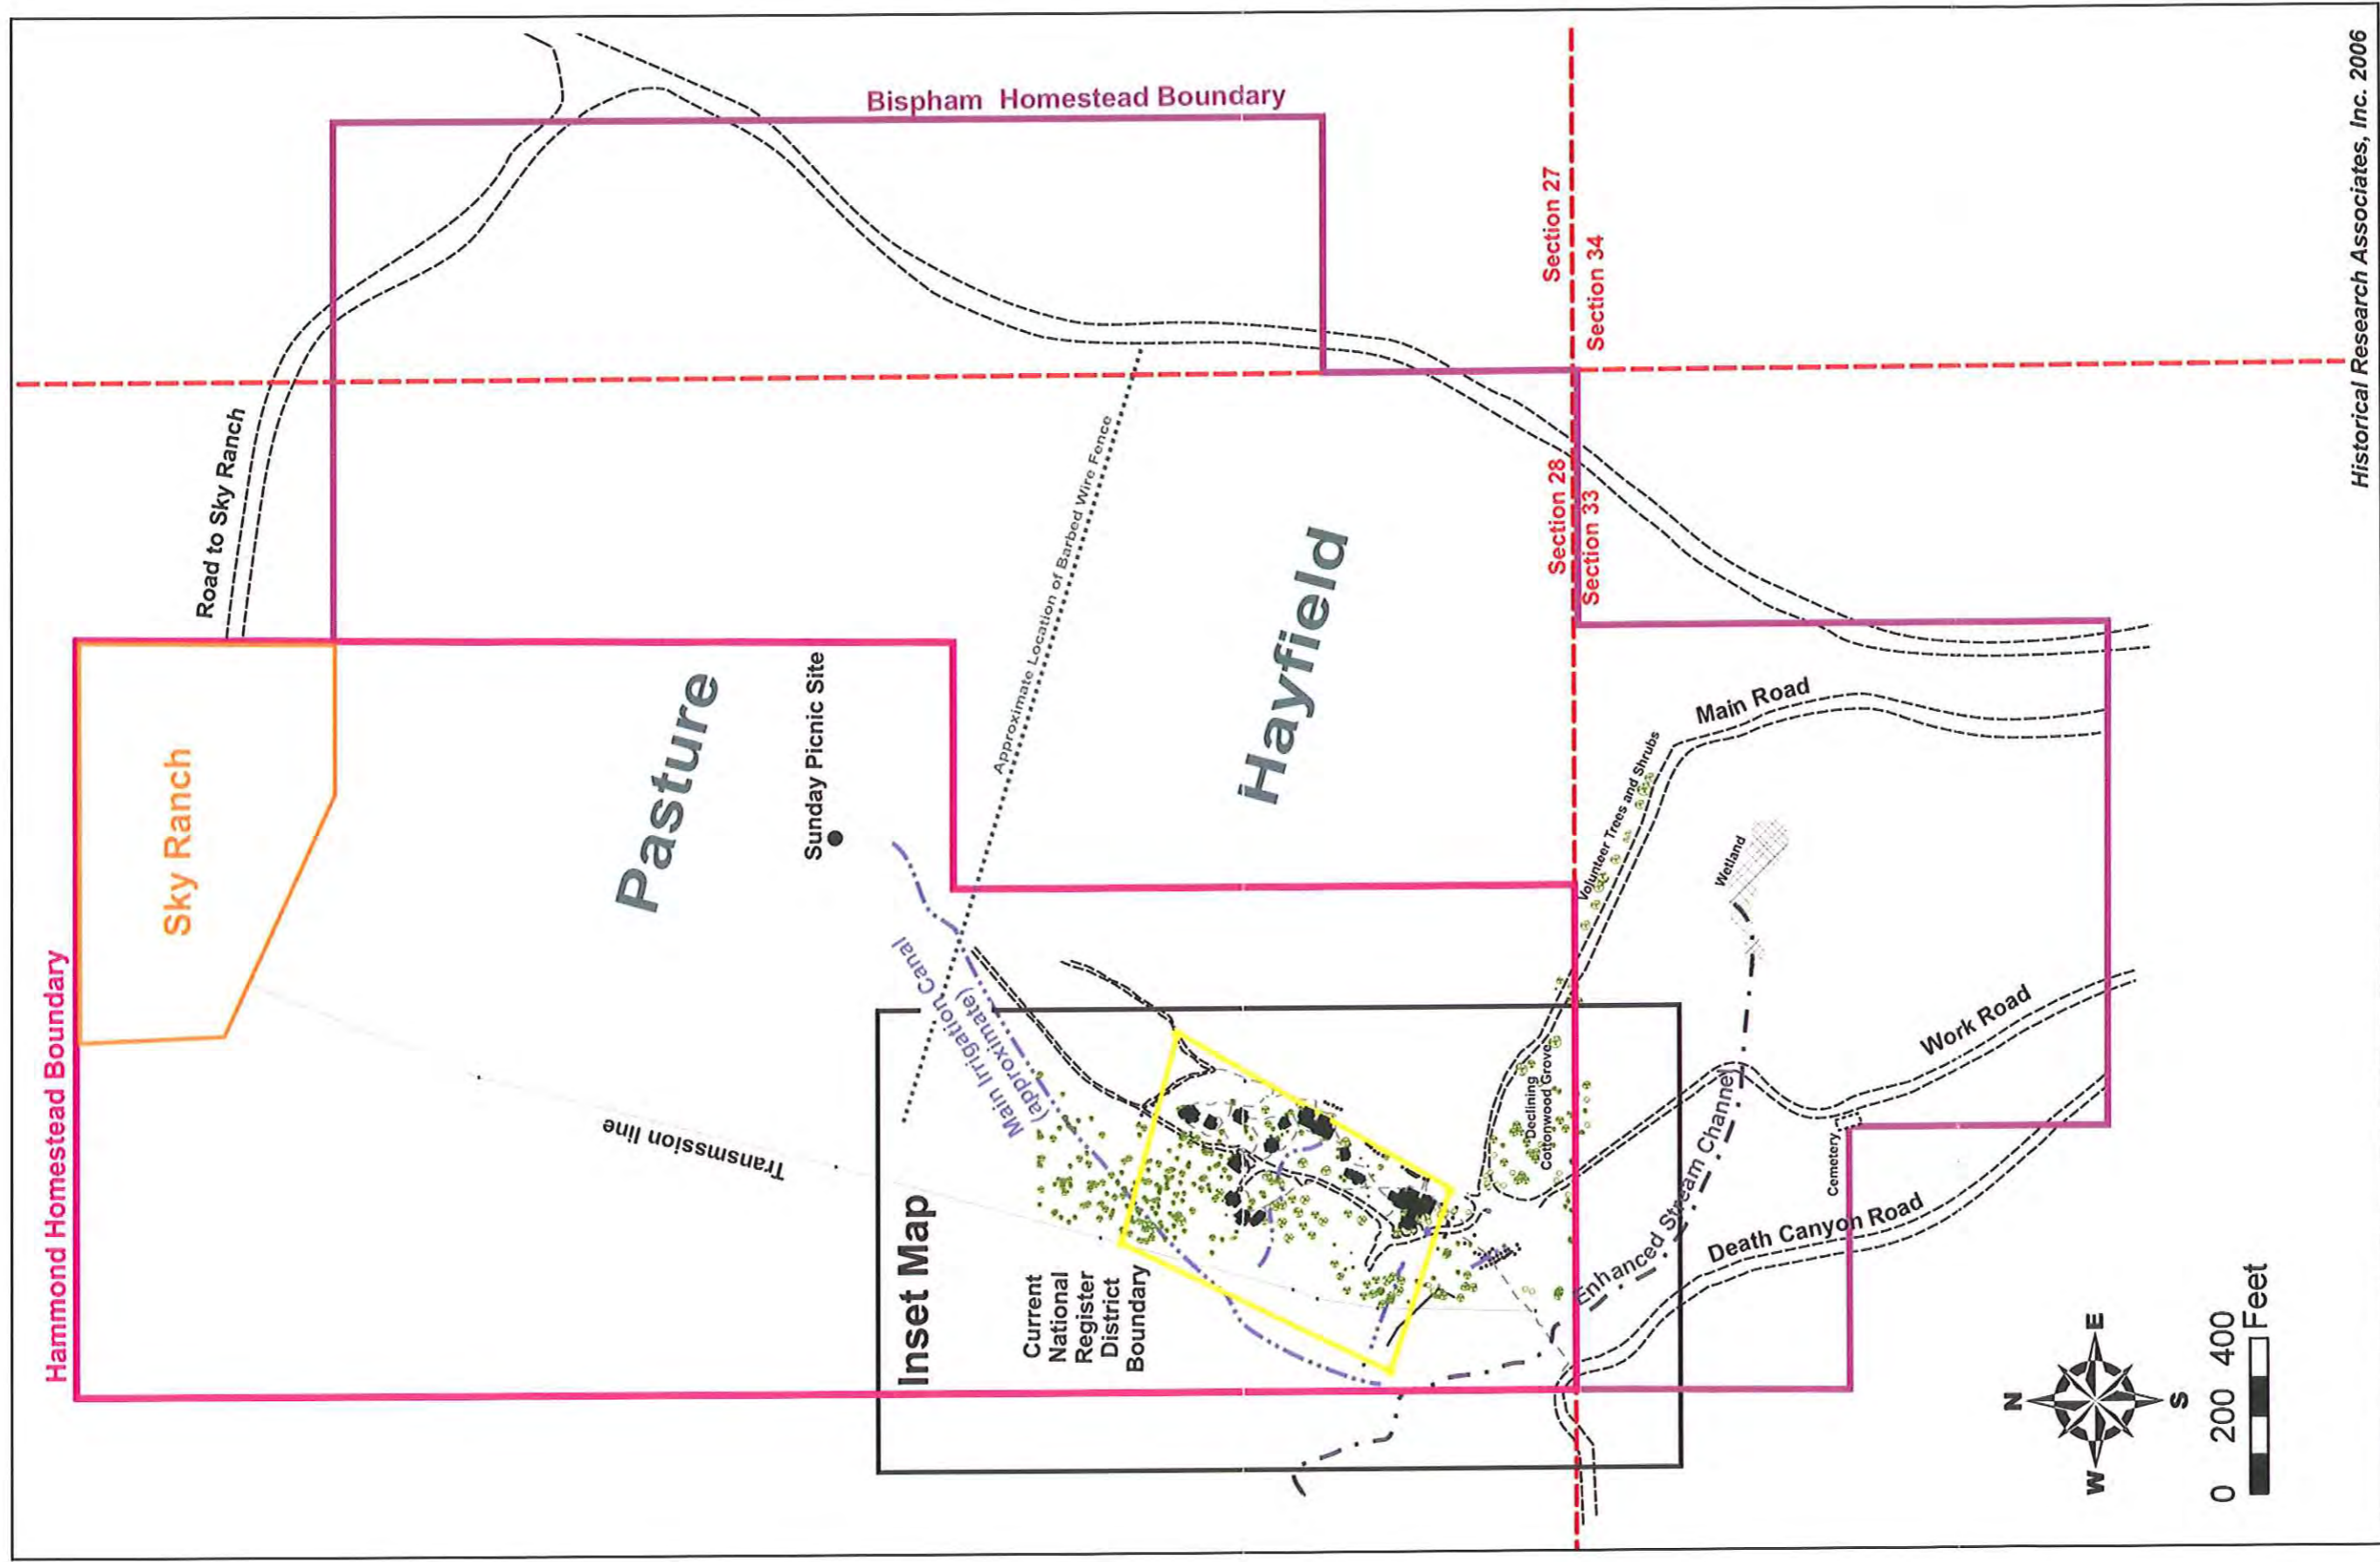 Historical Research Associates, Inc. 2006
Bispham Homestead Boundary
Section 27
Section 34
Road to Sky Ranch
Approximate Location of Barbed Wire Fence
Section 28
Section 33
Hayfield
Pasture
Sunday Picnic Site
Sky Ranch
Main Road
Volunteer Trees and Shrubs
Wetland
Hammond Homestead Boundary
Main Irrigation Canal
(approximate)
Transmssion line
Declining
Cottonwood Grove
Work Road
Enhanced Stream Channel
Cemetery
Death Canyon Road
Inset Map
Current
National
Register
District
Boundary
N
E
S
W
0 200 400
Feet